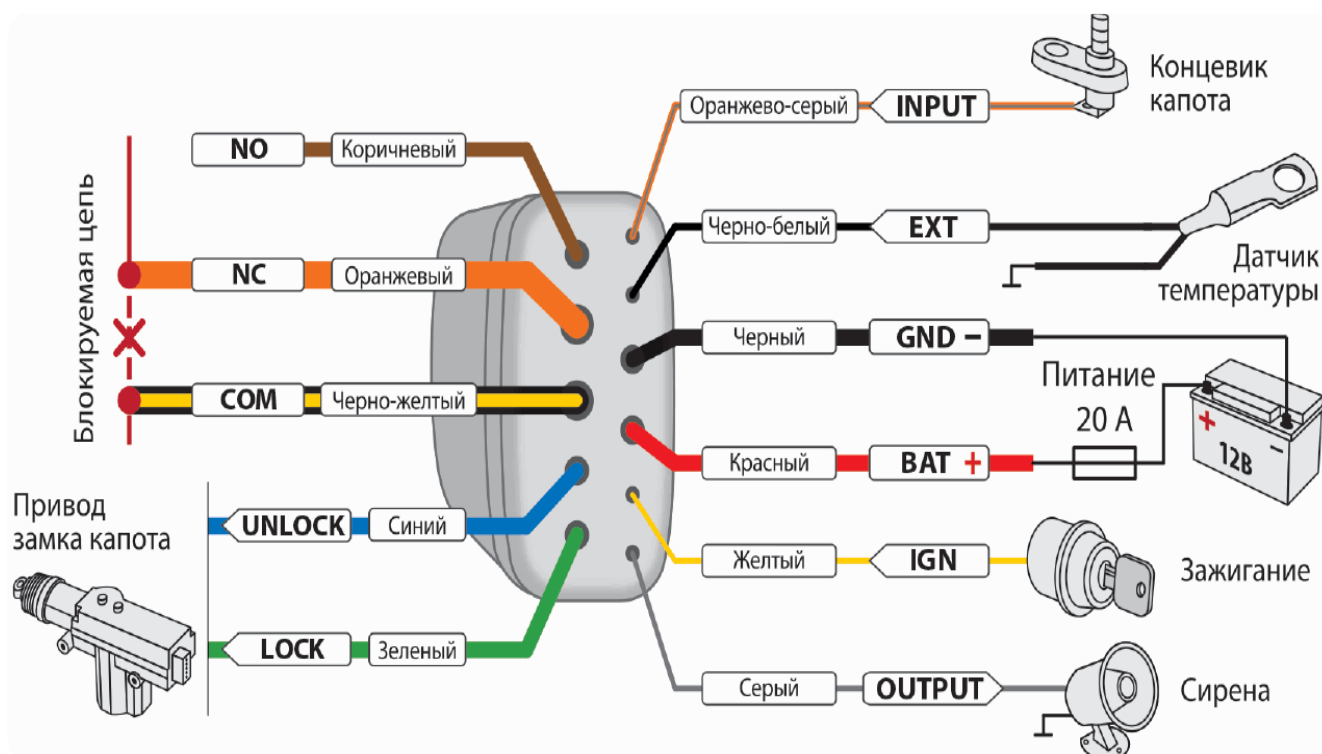 Концевик
капота
Оранжево-серый
INPUT
NO
Коричневый
Блокируемая цепь
Черно-белый
EXT
Датчик
температуры
NC
Оранжевый
Черный
GND −
Питание
20 А
COM
Черно-желтый
Красный
BAT +
+
−
12В
Привод
замка капота
UNLOCK
Синий
Желтый
IGN
Зажигание
LOCK
Зеленый
Серый
OUTPUT
Сирена